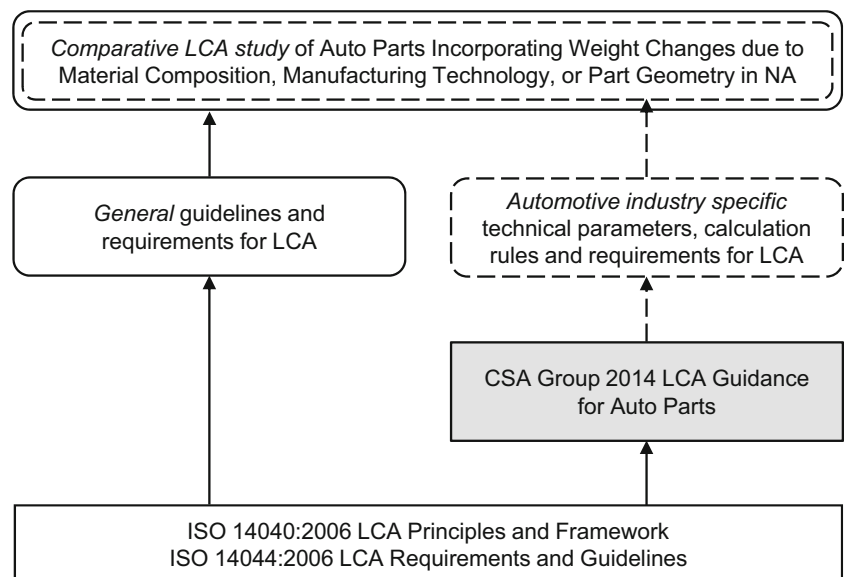 Comparative LCA study of Auto Parts Incorporating Weight Changes due to
Material Composition, Manufacturing Technology, or Part Geometry in NA
General guidelines and
requirements for LCA
Automotive industry specific
technical parameters, calculation
rules and requirements for LCA
CSA Group 2014 LCA Guidance
for Auto Parts
ISO 14040:2006 LCA Principles and Framework
ISO 14044:2006 LCA Requirements and Guidelines